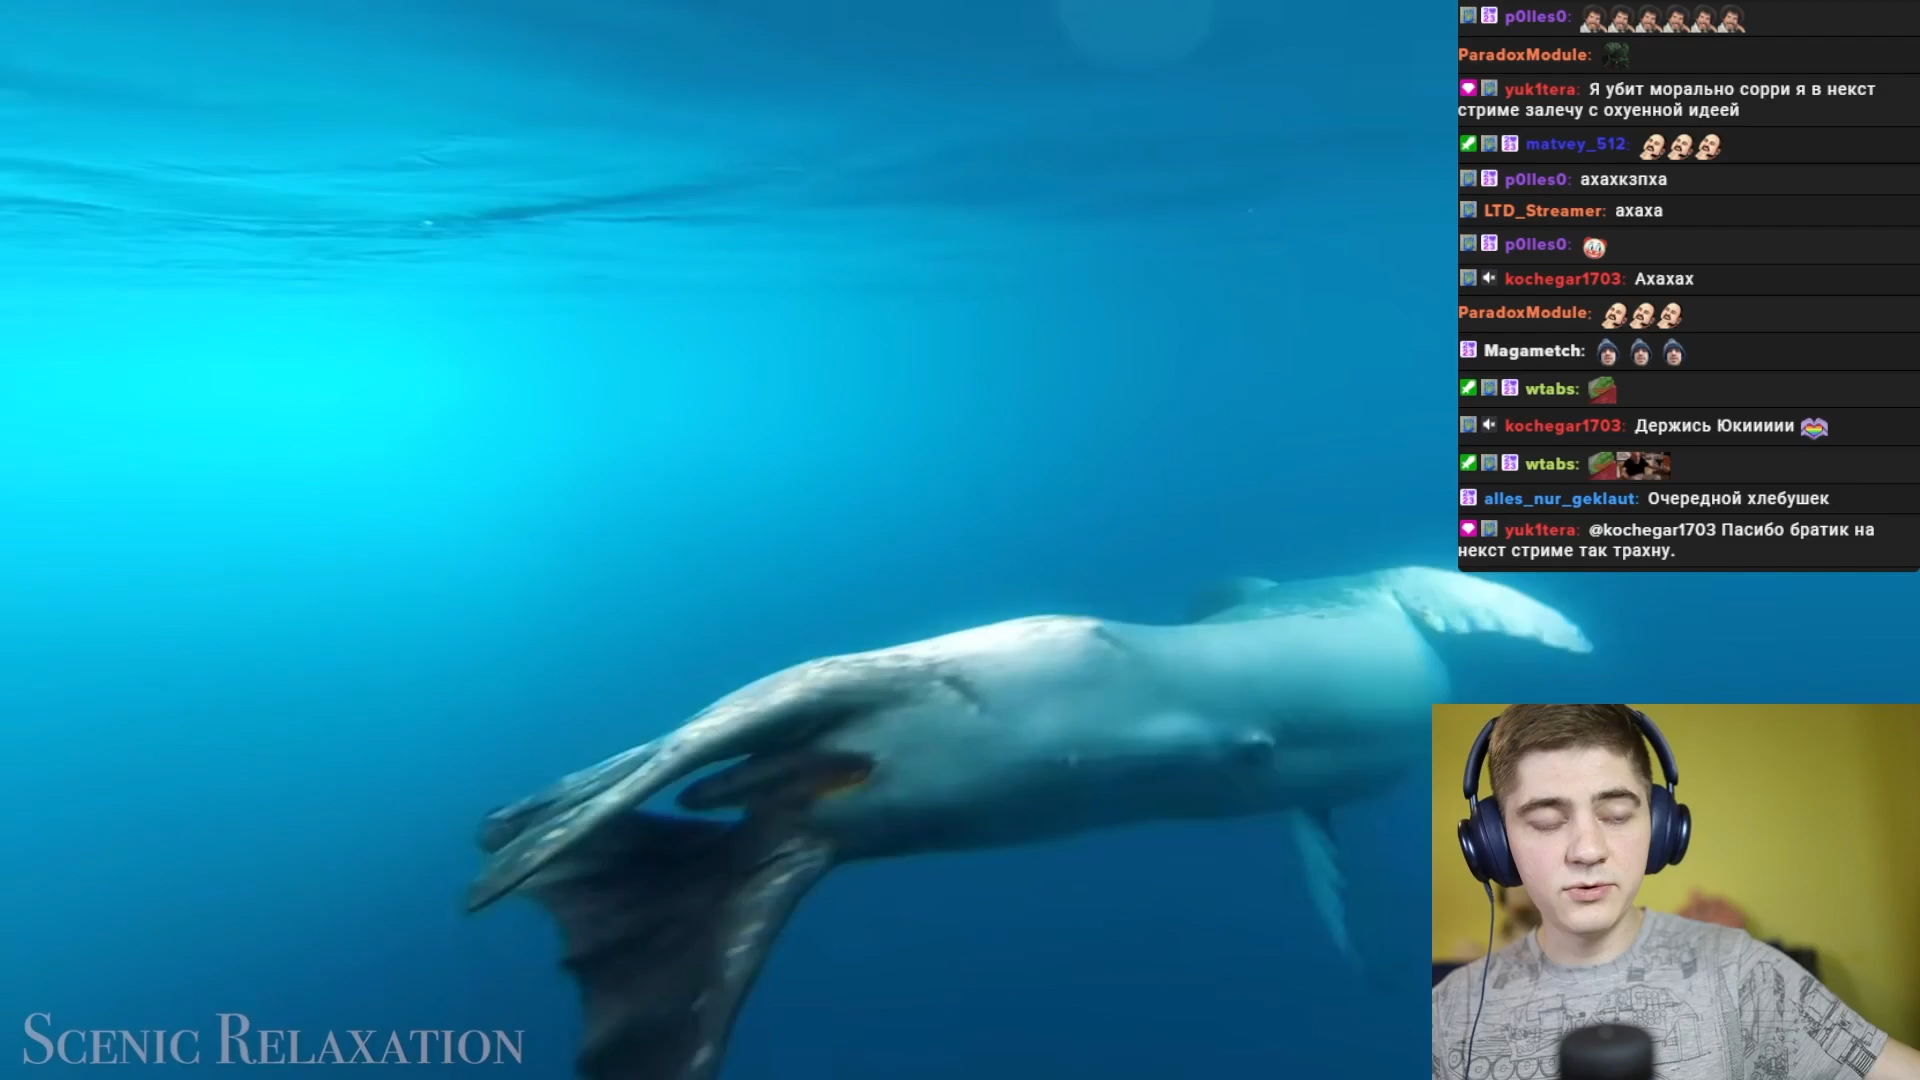 p0lles0:
ParadoxModule:
yuk1tera: Я убит морально сорри я в некст
стриме залечу с охуенной идеей
matvey_512:
p0lles0: ахахкзпха
LTD_Streamer: ахаха
p0lles0:
kochegar1703: Ахахах
ParadoxModule:
Magametch:
wtabs:
kochegar1703: Держись Юкиииии
wtabs:
alles_nur_geklaut: Очередной хлебушек
yuk1tera: @kochegar1703 Пасибо братик на
некст стриме так трахну.
SCENIC RELAXATION